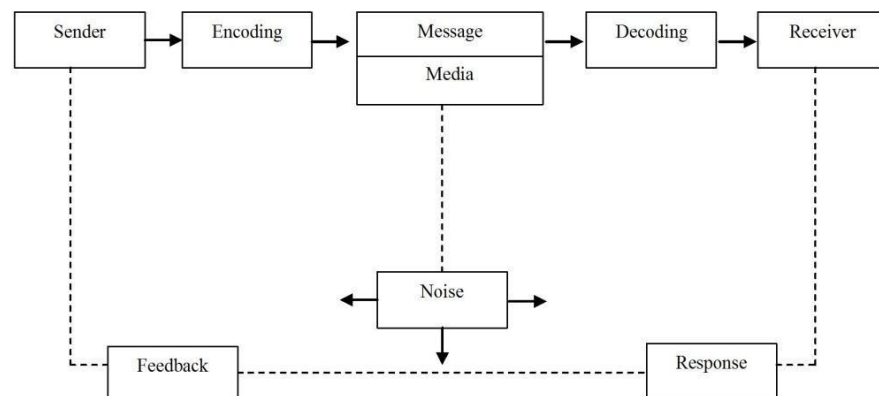 Sender
Encoding
Message
Decoding
Receiver
Media
Noise
Feedback
Response